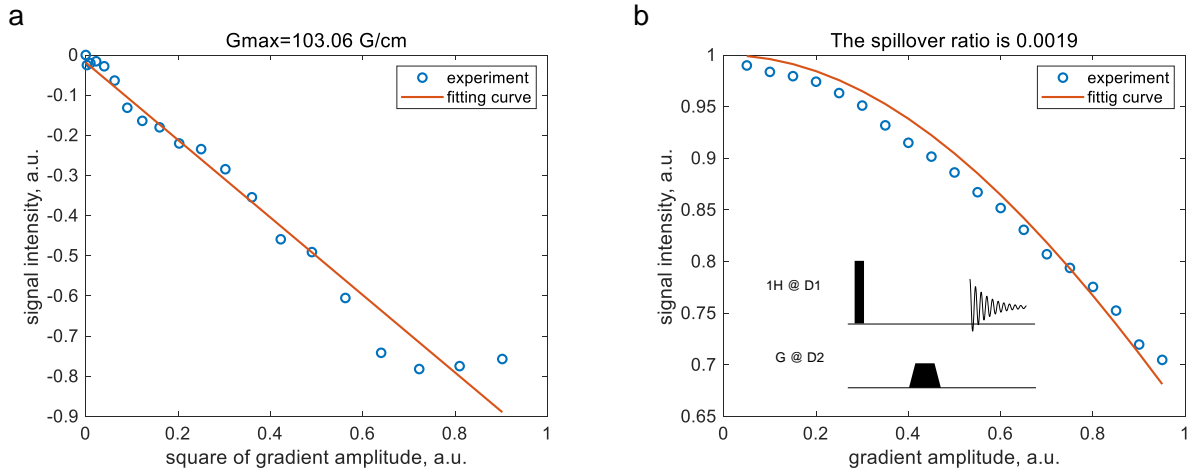 a
Gmax=103.06 G/cm
0
-0.1
-0.2
-0.3
-0.4
-0.5
-0.6
-0.7
-0.8
-0.9
signal intensity, a.u.
experiment
fitting curve
0 0.2 0.4 0.6 0.8 1
square of gradient amplitude, a.u.
b
The spillover ratio is 0.0019
1
0.95
0.9
0.85
0.8
0.75
0.7
0.65
signal intensity, a.u.
experiment
fittig curve
1H @ D1
G @ D2
0 0.2 0.4 0.6 0.8 1
gradient amplitude, a.u.